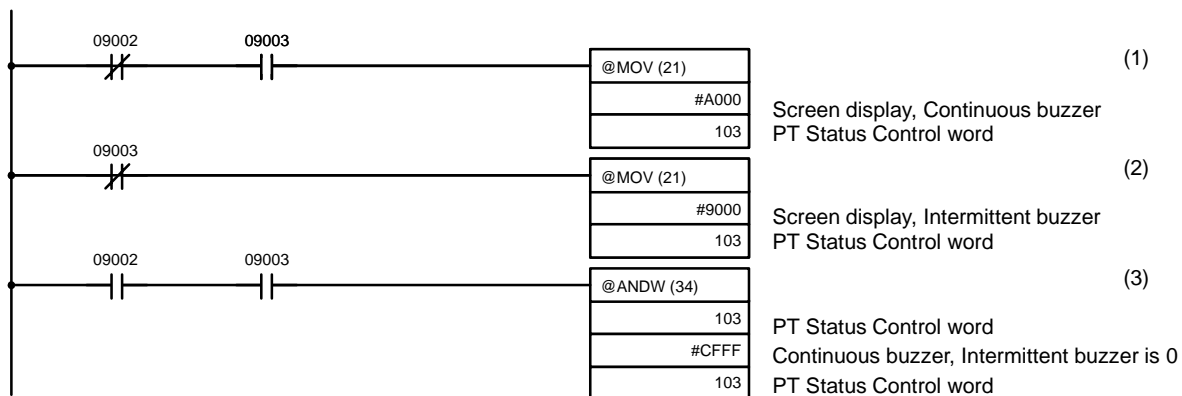 09002 09003
@MOV (21) (1)
#A000 Screen display, Continuous buzzer
103 PT Status Control word
09003
@MOV (21) (2)
#9000 Screen display, Intermittent buzzer
103 PT Status Control word
09002 09003
@ANDW (34) (3)
103 PT Status Control word
#CFFF Continuous buzzer, Intermittent buzzer is 0
103 PT Status Control word